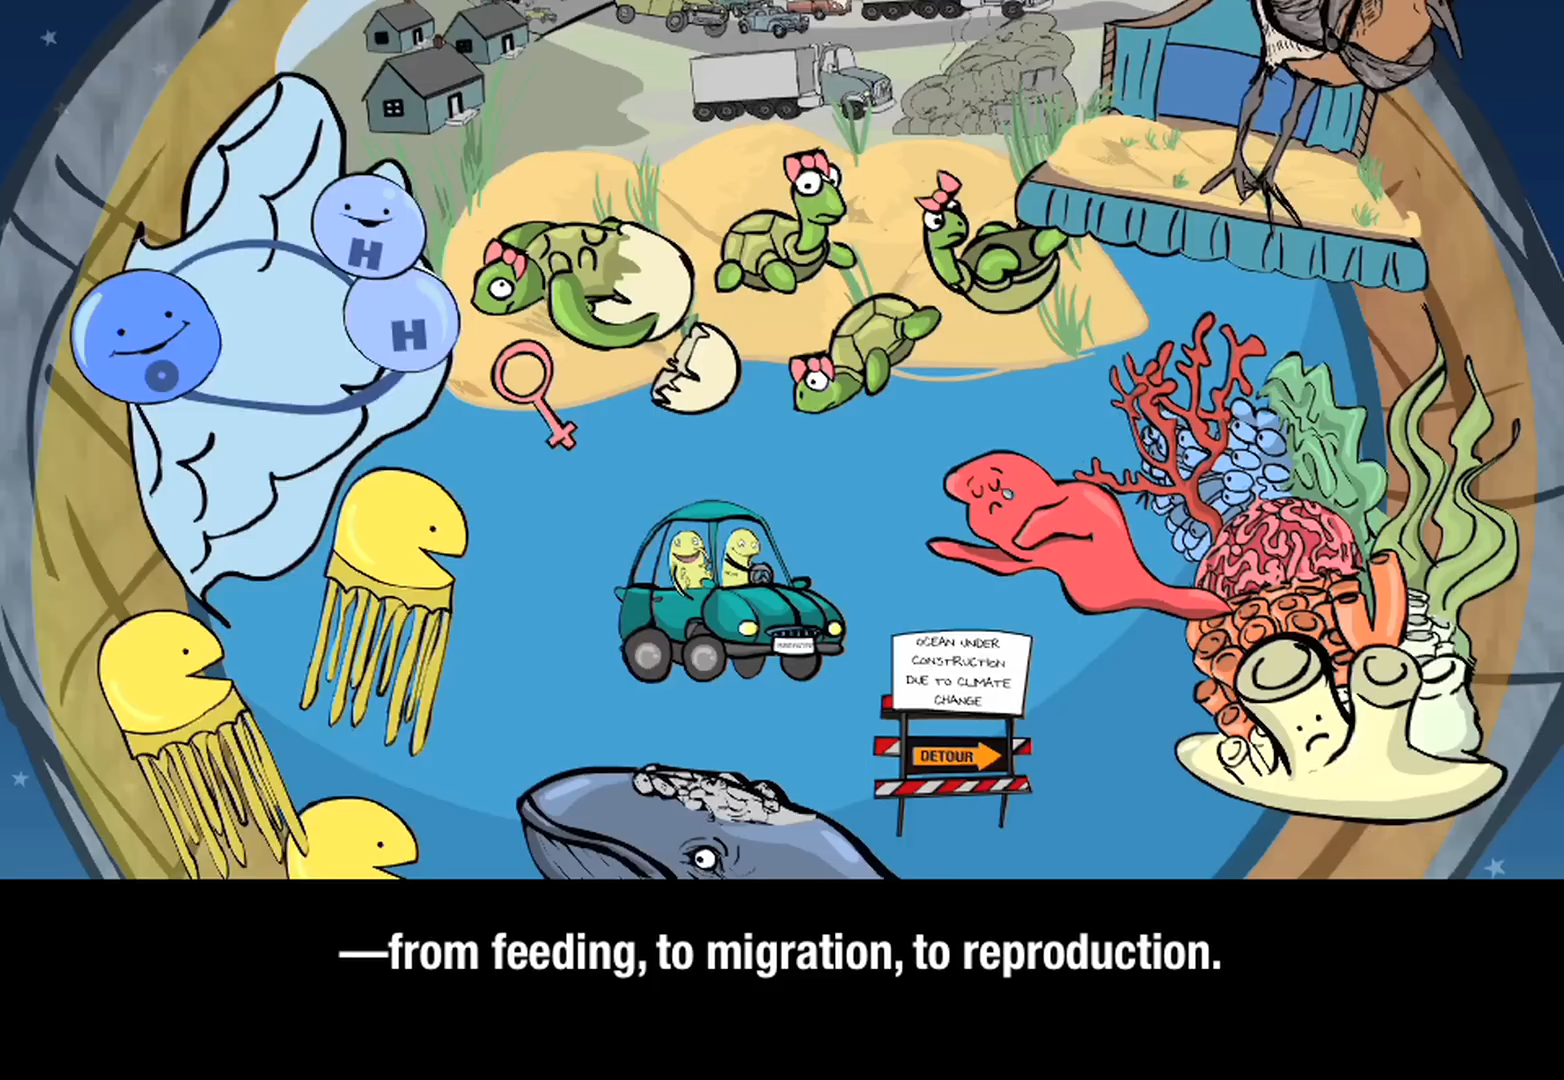 H
H
O
OCEAN UNDER
CONSTRUCTION
DUE TO CLIMATE
CHANGE
DETOUR
—from feeding, to migration, to reproduction.